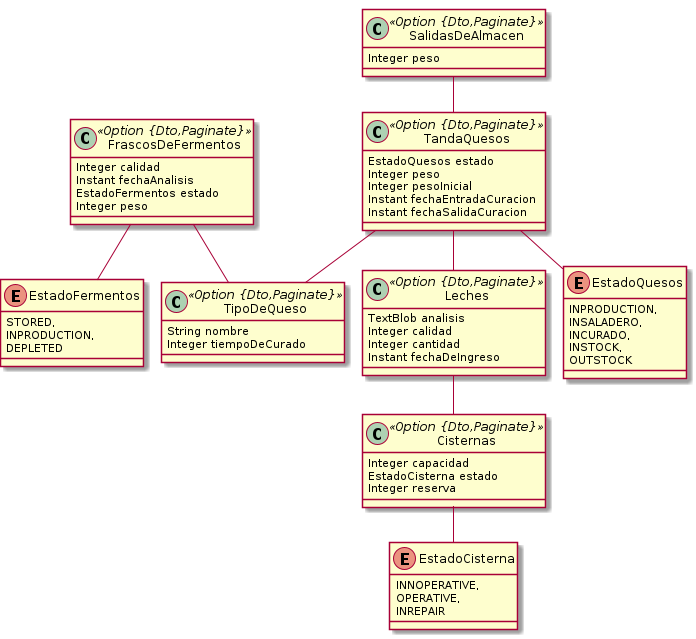 C «Option {Dto,Paginate}»
SalidasDeAlmacen
Integer peso
C «Option {Dto,Paginate}»
FrascosDeFermentos
Integer calidad
Instant fechaAnalisis
EstadoFermentos estado
Integer peso
C «Option {Dto,Paginate}»
TandaQuesos
EstadoQuesos estado
Integer peso
Integer pesoInicial
Instant fechaEntradaCuracion
Instant fechaSalidaCuracion
E EstadoFermentos
STORED,
INPRODUCTION,
DEPLETED
C «Option {Dto,Paginate}»
TipoDeQueso
String nombre
Integer tiempoDeCurado
C «Option {Dto,Paginate}»
Leches
TextBlob analisis
Integer calidad
Integer cantidad
Instant fechaDeIngreso
E EstadoQuesos
INPRODUCTION,
INSALADERO,
INCURADO,
INSTOCK,
OUTSTOCK
C «Option {Dto,Paginate}»
Cisternas
Integer capacidad
EstadoCisterna estado
Integer reserva
E EstadoCisterna
INNOPERATIVE,
OPERATIVE,
INREPAIR